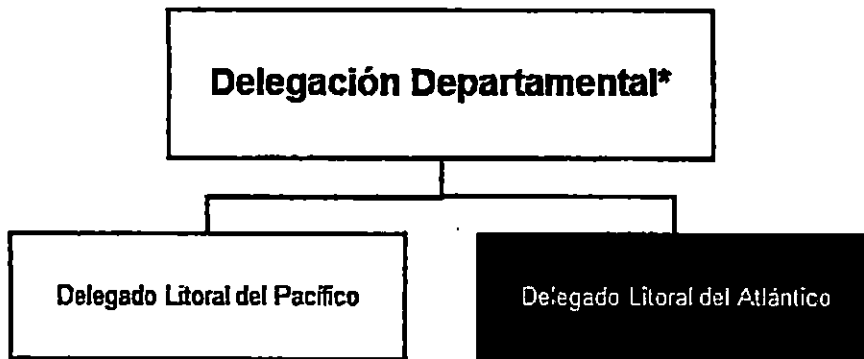 Delegación Departamental*
Delegado Litoral del Pacífico
Delegado Litoral del Atlántico